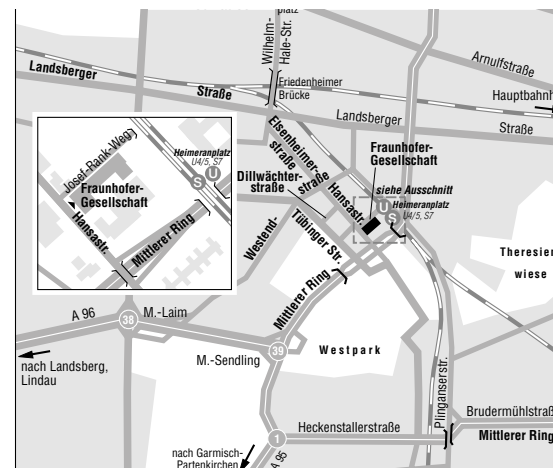 platz
Wilhelm-
Hale-Str.
Arnulfstraße
Landsberger
Straße
Friedenheimer
Brücke
Hauptbahnh
Landsberger
Straße
Josef-Rank-Weg
Heimeranplatz
U4/5, S7
U
S
Fraunhofer-
Gesellschaft
Hansastr.
Mittlerer Ring
Elsenheimer-
straße
straße
Fraunhofer-
Gesellschaft
Dillwächter-
straße
Hansastr.
siehe Ausschnitt
U
S
Heimeranplatz
U4/5, S7
Tübinger Str.
Westend-
Theresien
wiese
Mittlerer Ring
A 96
38
M.-Laim
39
M.-Sendling
Westpark
nach Landsberg,
Lindau
Plinganserstr.
Heckenstallerstraße
1
Brudermühlstraß
Mittlerer Ring
nach Garmisch-
Partenkirchen
A 95